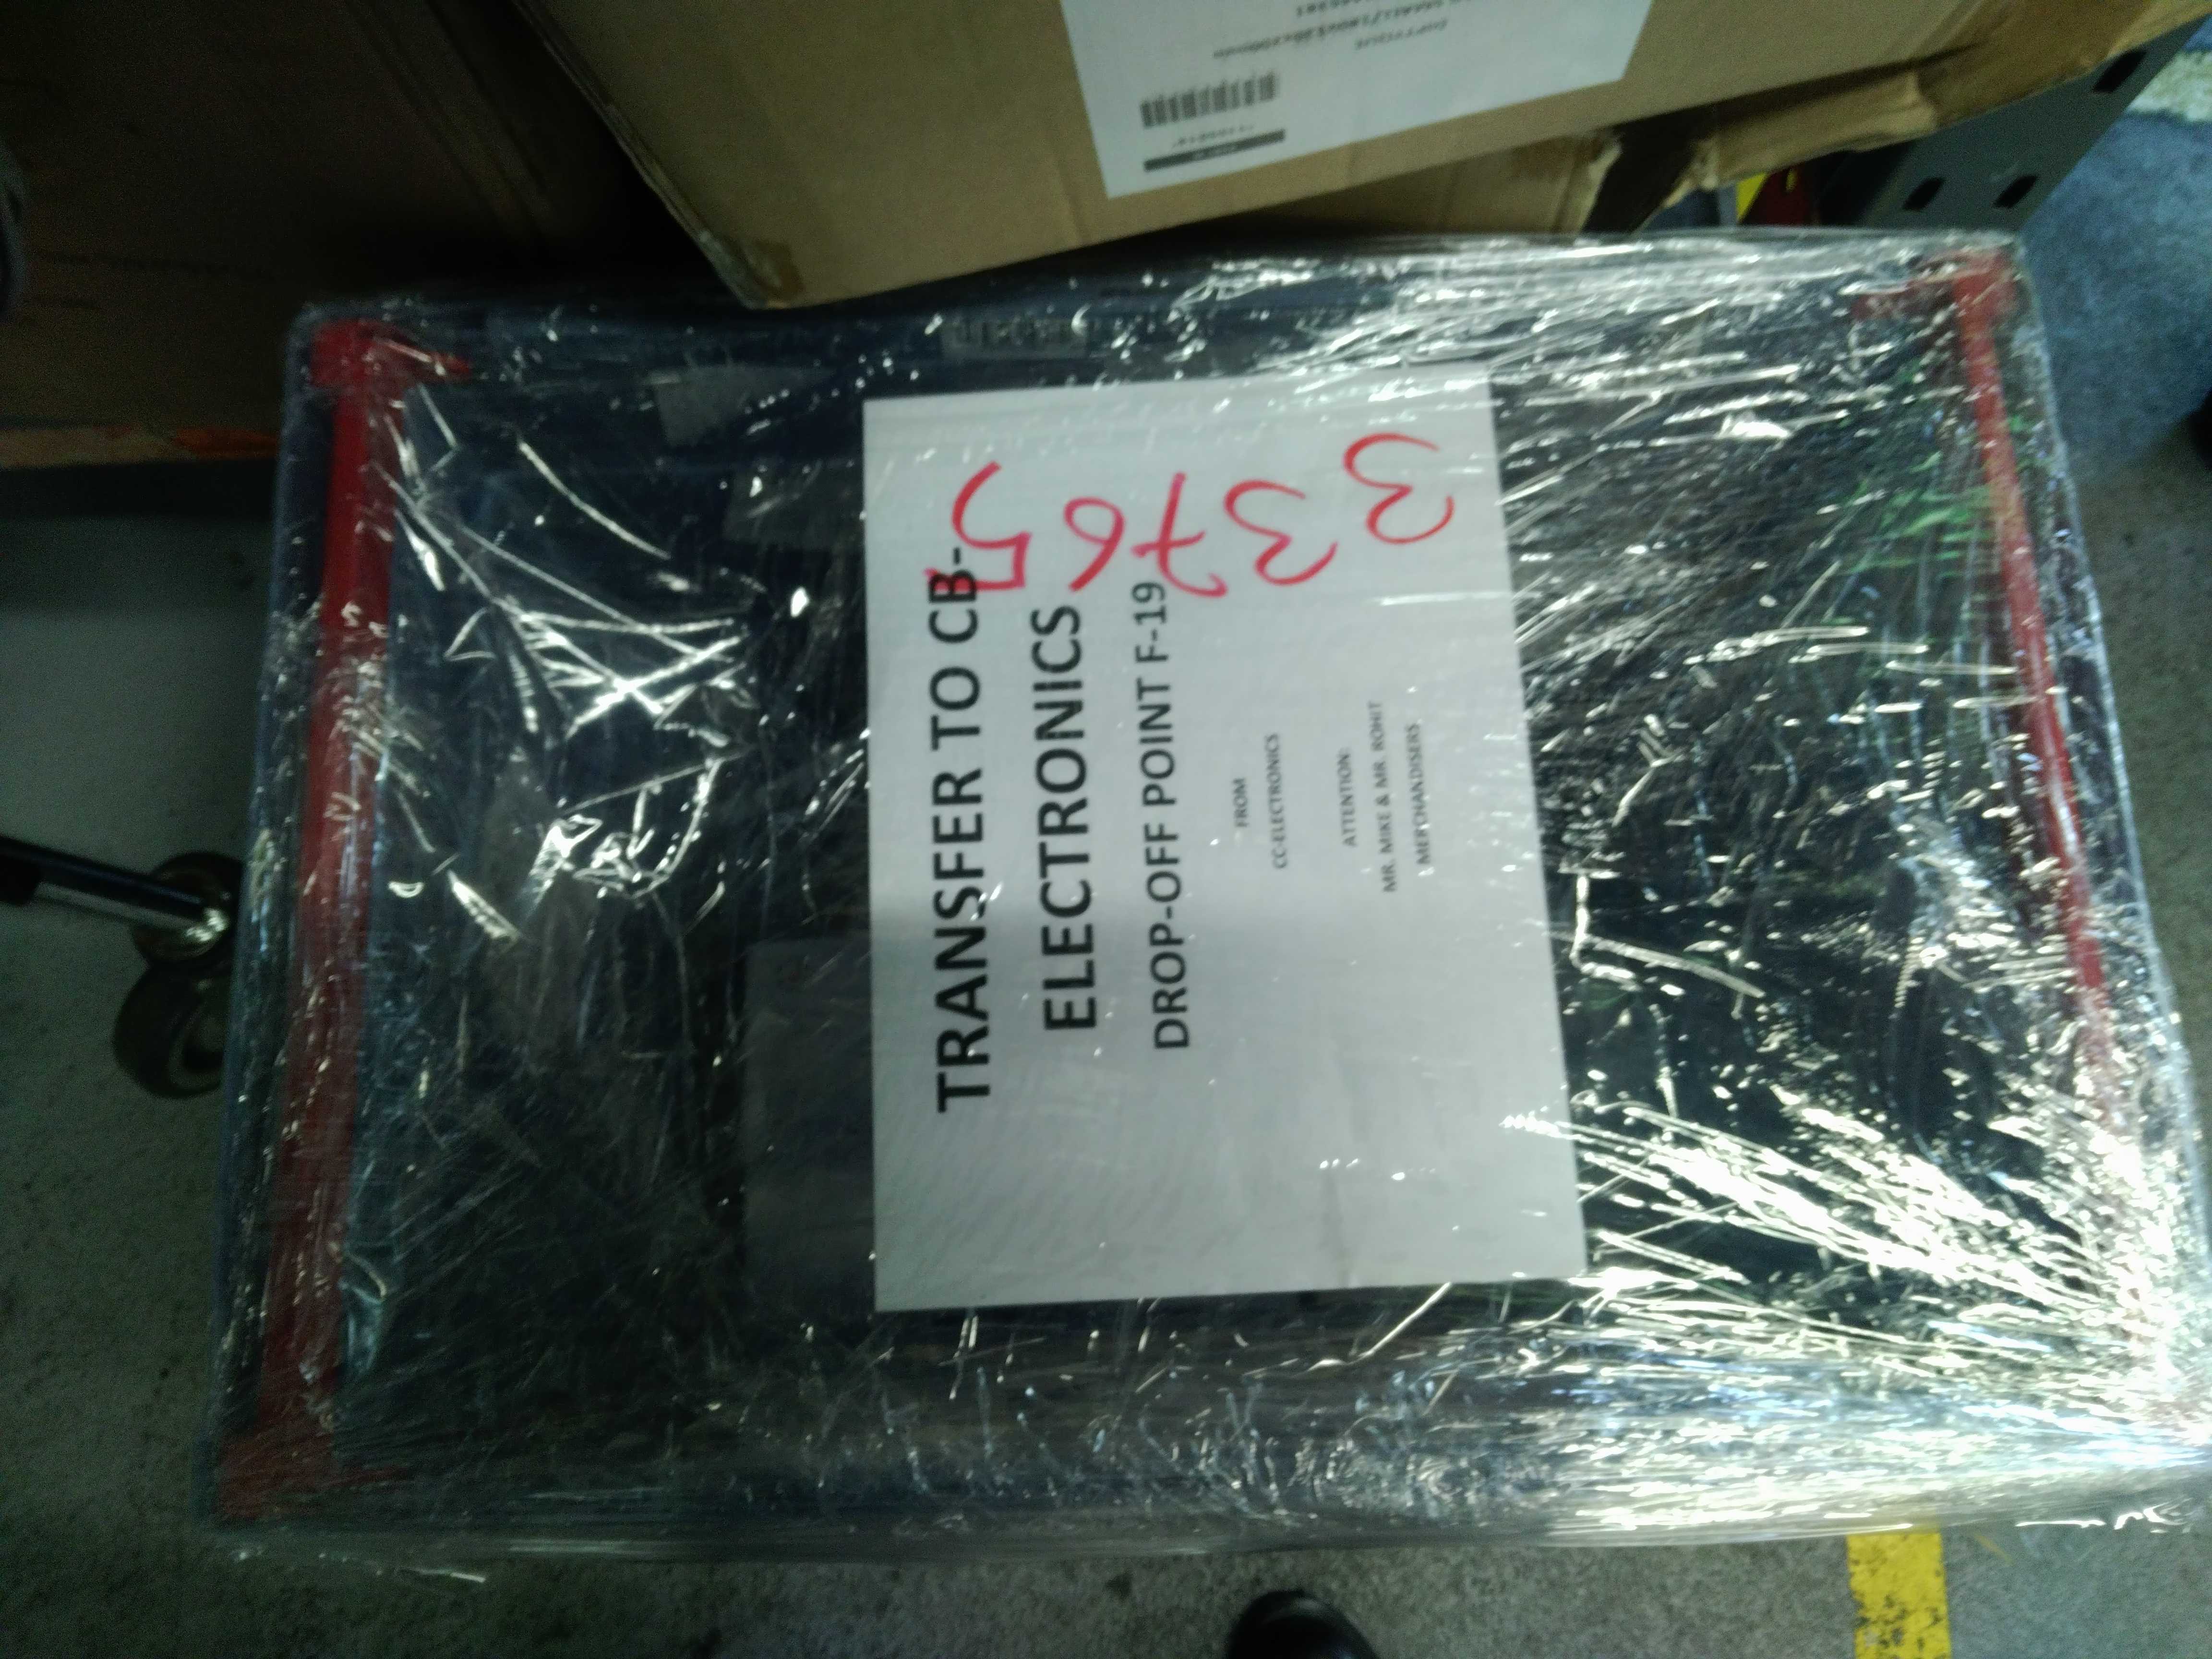 33765
TRANSFER TO CB-
ELECTRONICS
DROP-OFF POINT F-19
FROM
CC-ELECTRONICS
ATTENTION:
MR. MIKE & MR. ROHIT
MERCHANDISERS